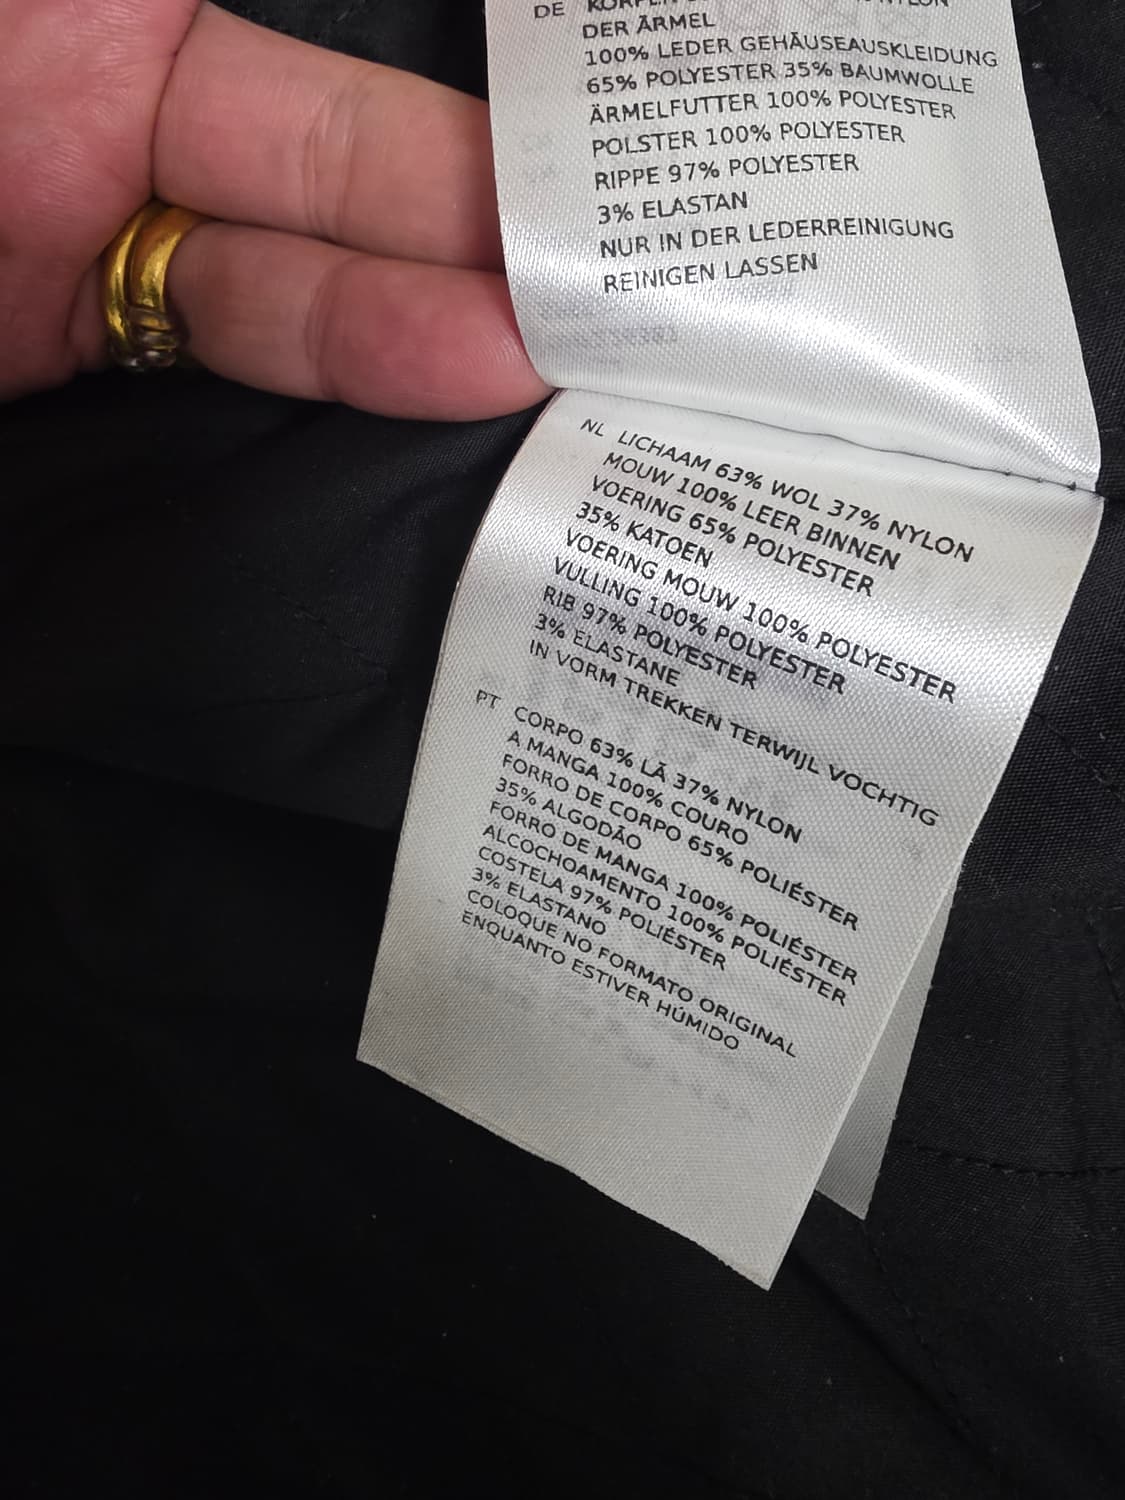 DE
DER ÄRMEL
100% LEDER GEHÄUSEAUSKLEIDUNG
65% POLYESTER 35% BAUMWOLLE
ÄRMELFUTTER 100% POLYESTER
POLSTER 100% POLYESTER
RIPPE 97% POLYESTER
3% ELASTAN
NUR IN DER LEDERREINIGUNG
REINIGEN LASSEN
NL LICHAAM 63% WOL 37% NYLON
MOUW 100% LEER BINNEN
VOERING 65% POLYESTER
35% KATOEN
VOERING MOUW 100% POLYESTER
VULLING 100% POLYESTER
RIB 97% POLYESTER
3% ELASTANE
IN VORM TREKKEN TERWIJL VOCHTIG
PT CORPO 63% LÃ 37% NYLON
A MANGA 100% COURO
FORRO DE CORPO 65% POLIÉSTER
35% ALGODÃO
FORRO DE MANGA 100% POLIÉSTER
ALCOCHOAMENTO 100% POLIÉSTER
COSTELA 97% POLIÉSTER
3% ELASTANO
COLOQUE NO FORMATO ORIGINAL
ENQUANTO ESTIVER HÚMIDO